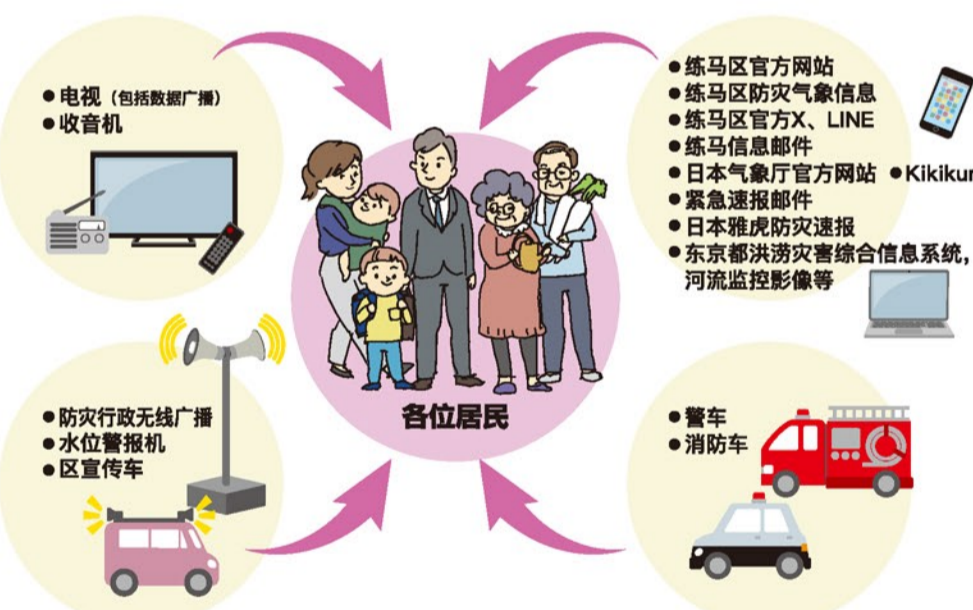 ● 电视（包括数据广播）
● 收音机
● 练马区官方网站
● 练马区防灾气象信息
● 练马区官方X、LINE
● 练马信息邮件
● 日本气象厅官方网站 ● Kikikur
● 紧急速报邮件
● 日本雅虎防灾速报
● 东京都洪涝灾害综合信息系统，
河流监控影像等
各位居民
● 防灾行政无线广播
● 水位警报机
● 区宣传车
● 警车
● 消防车